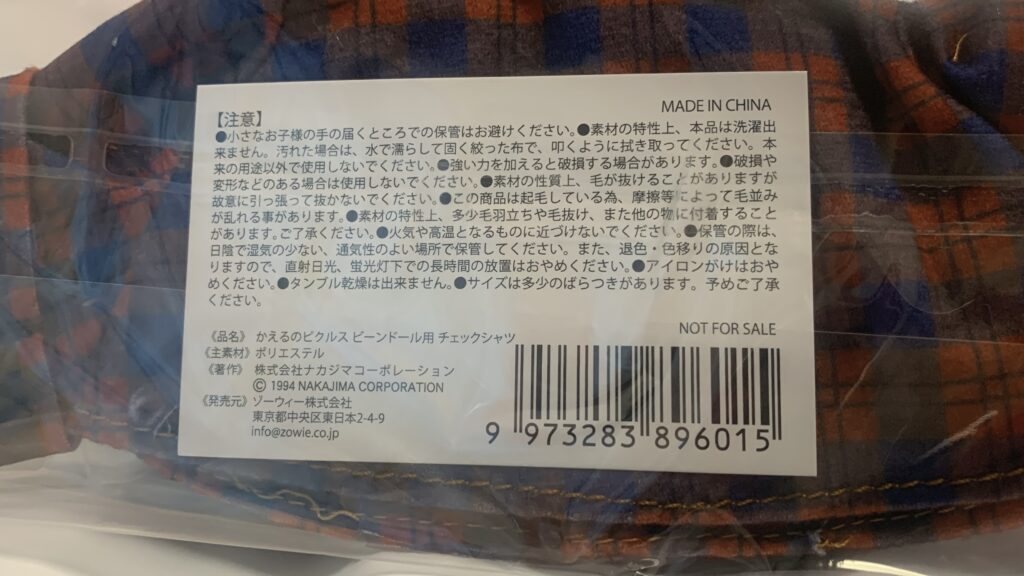 【注意】
MADE IN CHINA
●小さなお子様の手の届くところでの保管はお避けください。●素材の特性上、本品は洗濯出
来ません。汚れた場合は、水で濡らして固く絞った布で、叩くように拭き取ってください。本
来の用途以外で使用しないでください。●強い力を加えると破損する場合があります。●破損や
変形などのある場合は使用しないでください。●素材の性質上、毛が抜けることがありますが
故意に引っ張って抜かないでください。●この商品は起毛している為、摩擦等によって毛並み
が乱れる事があります。●素材の特性上、多少毛羽立ちや毛抜け、また他の物に付着すること
があります。ご了承ください。●火気や高温となるものに近づけないでください。●保管の際は、
日陰で湿気の少ない、通気性のよい場所で保管してください。また、退色・色移りの原因とな
りますので、直射日光、蛍光灯下での長時間の放置はおやめください。●アイロンがけはおや
めください。●タンブル乾燥は出来ません。●サイズは多少のばらつきがあります。予めご了承
ください。
NOT FOR SALE
《品名》 かえるのピクルス ビーンドール用 チェックシャツ
《主素材》ポリエステル
《著作》 株式会社ナカジマコーポレーション
© 1994 NAKAJIMA CORPORATION
《発売元》ゾーウィー株式会社
東京都中央区東日本2-4-9
info@zowie.co.jp
9 973283 896015